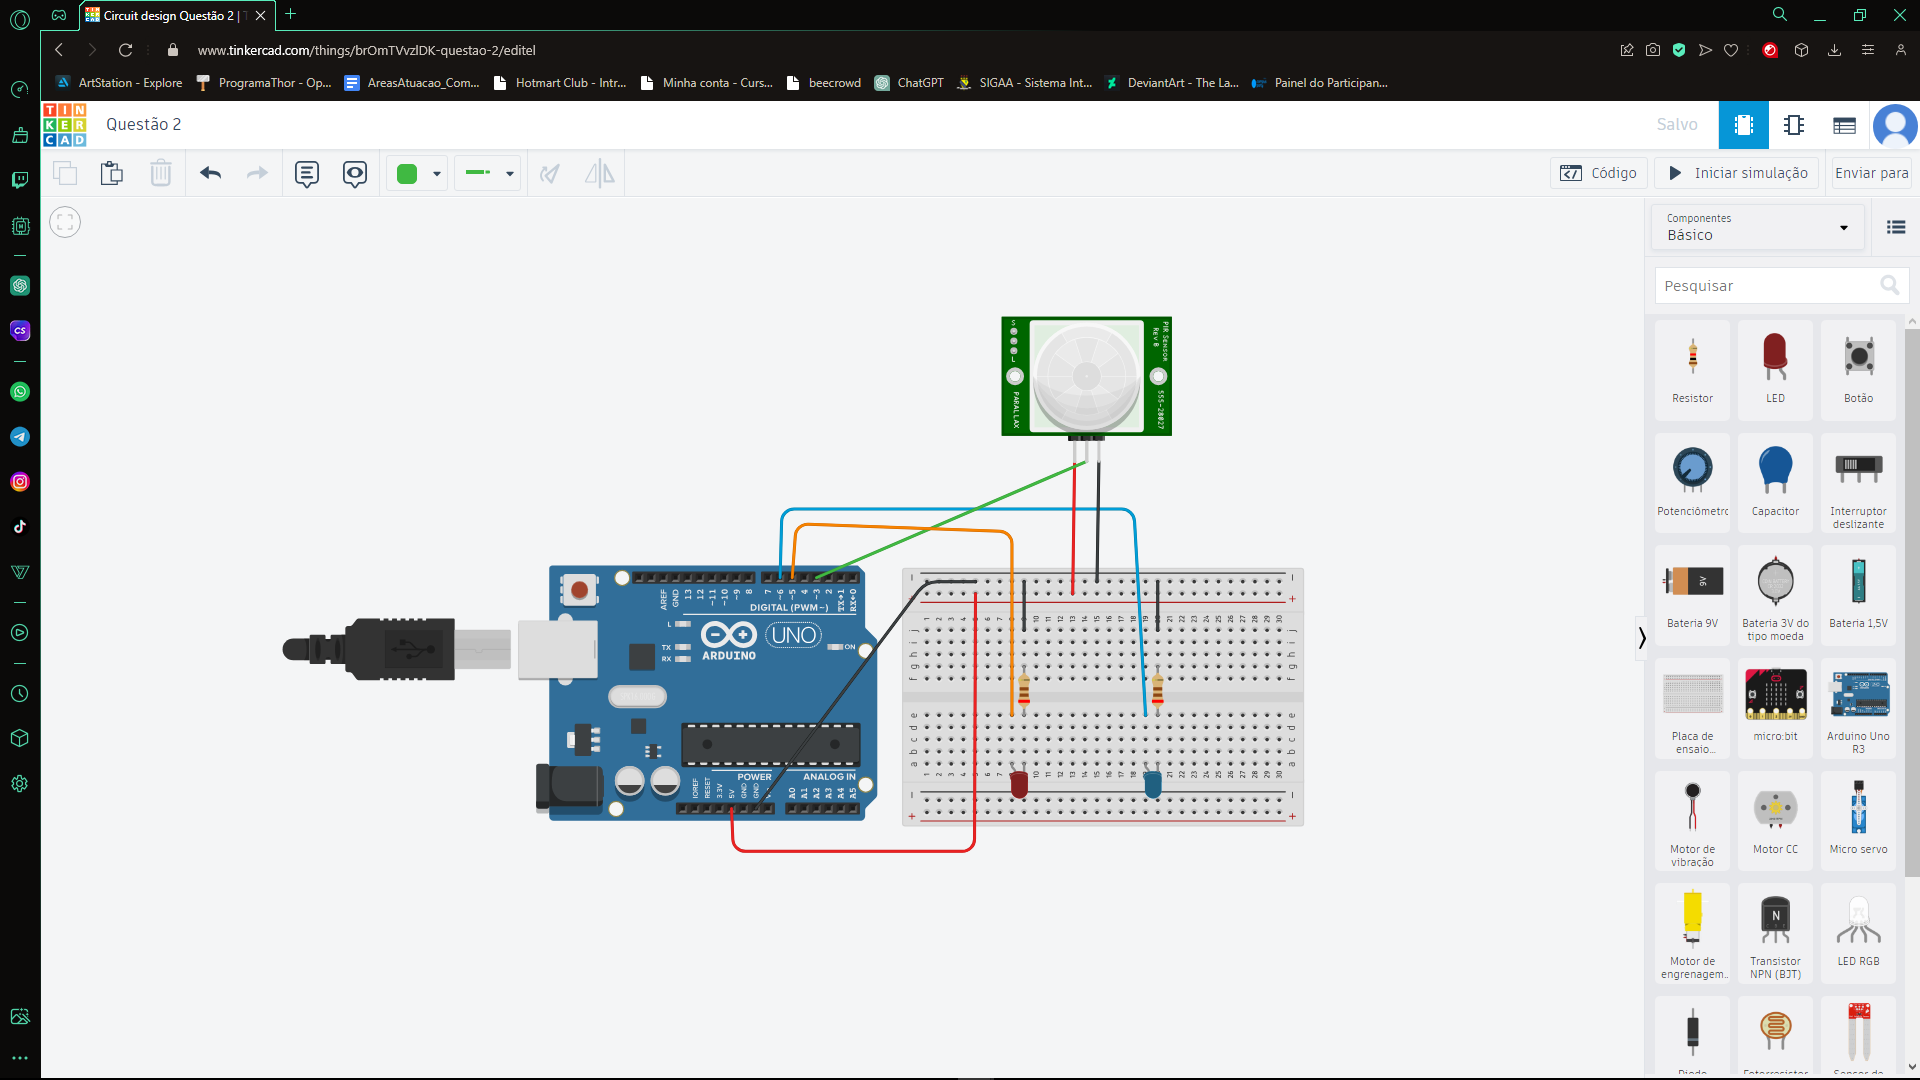 Circuit design Questão 2 | T
www.tinkercad.com/things/brOmTVvzlDK-questao-2/editel
ArtStation - Explore
ProgramaThor - Op...
AreasAtuacao_Com...
Hotmart Club - Intr...
Minha conta - Curs...
beecrowd
ChatGPT
SIGAA - Sistema Int...
DeviantArt - The La...
Painel do Participan...
TIN
KER
CAD
Questão 2
Salvo
Código
Iniciar simulação
Enviar para
Componentes
Básico
Pesquisar
Resistor
LED
Botão
Potenciômetro
Capacitor
Interruptor
deslizante
9V
Bateria 9V
Bateria 3V do
tipo moeda
Bateria 1,5V
Placa de
ensaio...
micro:bit
Arduino Uno
R3
Motor de
vibração
Motor CC
Micro servo
Motor de
engrenagem...
N
Transistor
NPN (BJT)
LED RGB
Diodo
Fotorresistor
Sensor de
S
L
PARALLAX
PIR Sensor
Rev B
555-28027
AREF
GND
13
12
~11
~10
~9
8
7
~6
~5
4
~3
2
TX→1
RX←0
DIGITAL (PWM~)
L
TX
RX
ARDUINO
UNO
ON
POWER
ANALOG IN
IOREF
RESET
3.3V
5V
GND
GND
A0
A1
A2
A3
A4
A5